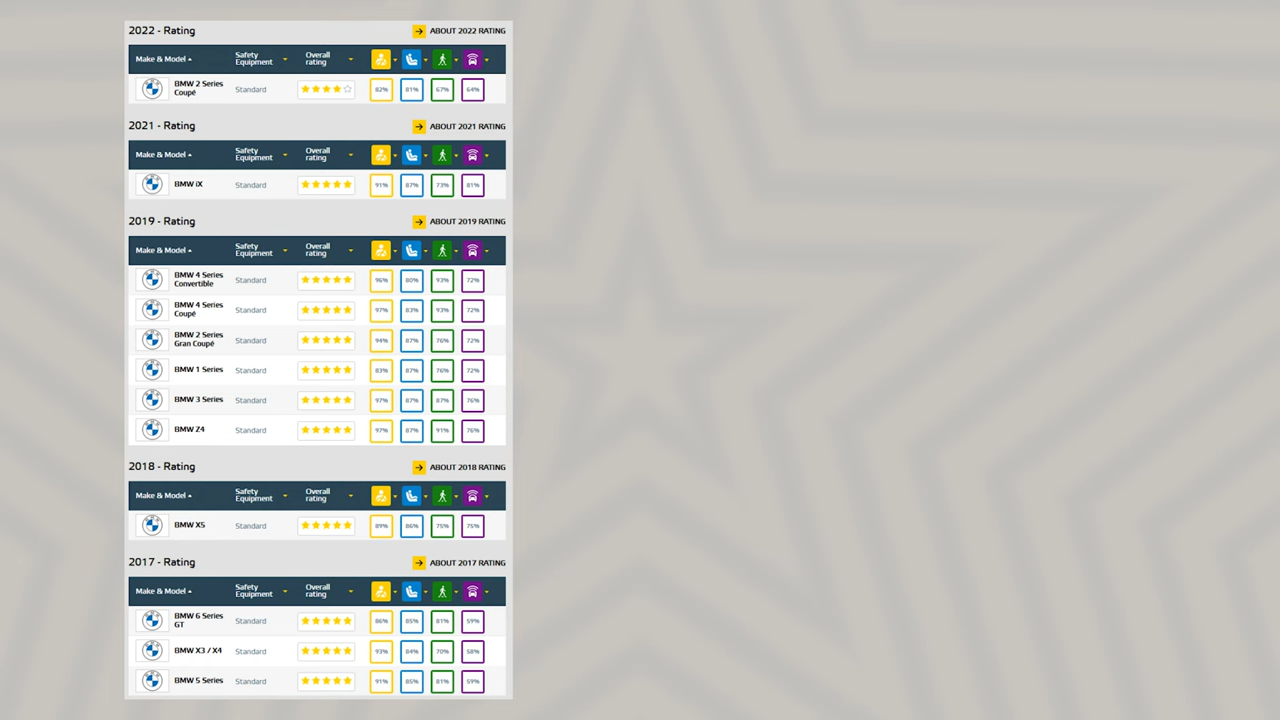 2022 - Rating ABOUT 2022 RATING
Make & Model Safety Equipment Overall rating
BMW 2 Series Coupé Standard 82% 81% 67% 64%
2021 - Rating ABOUT 2021 RATING
Make & Model Safety Equipment Overall rating
BMW iX Standard 91% 87% 73% 81%
2019 - Rating ABOUT 2019 RATING
Make & Model Safety Equipment Overall rating
BMW 4 Series Convertible Standard 96% 80% 93% 72%
BMW 4 Series Coupé Standard 97% 83% 93% 72%
BMW 2 Series Gran Coupé Standard 94% 87% 76% 72%
BMW 1 Series Standard 83% 87% 76% 72%
BMW 3 Series Standard 97% 87% 87% 76%
BMW Z4 Standard 97% 87% 91% 76%
2018 - Rating ABOUT 2018 RATING
Make & Model Safety Equipment Overall rating
BMW X5 Standard 89% 86% 75% 75%
2017 - Rating ABOUT 2017 RATING
Make & Model Safety Equipment Overall rating
BMW 6 Series GT Standard 86% 85% 81% 59%
BMW X3 / X4 Standard 93% 84% 70% 58%
BMW 5 Series Standard 91% 85% 81% 59%